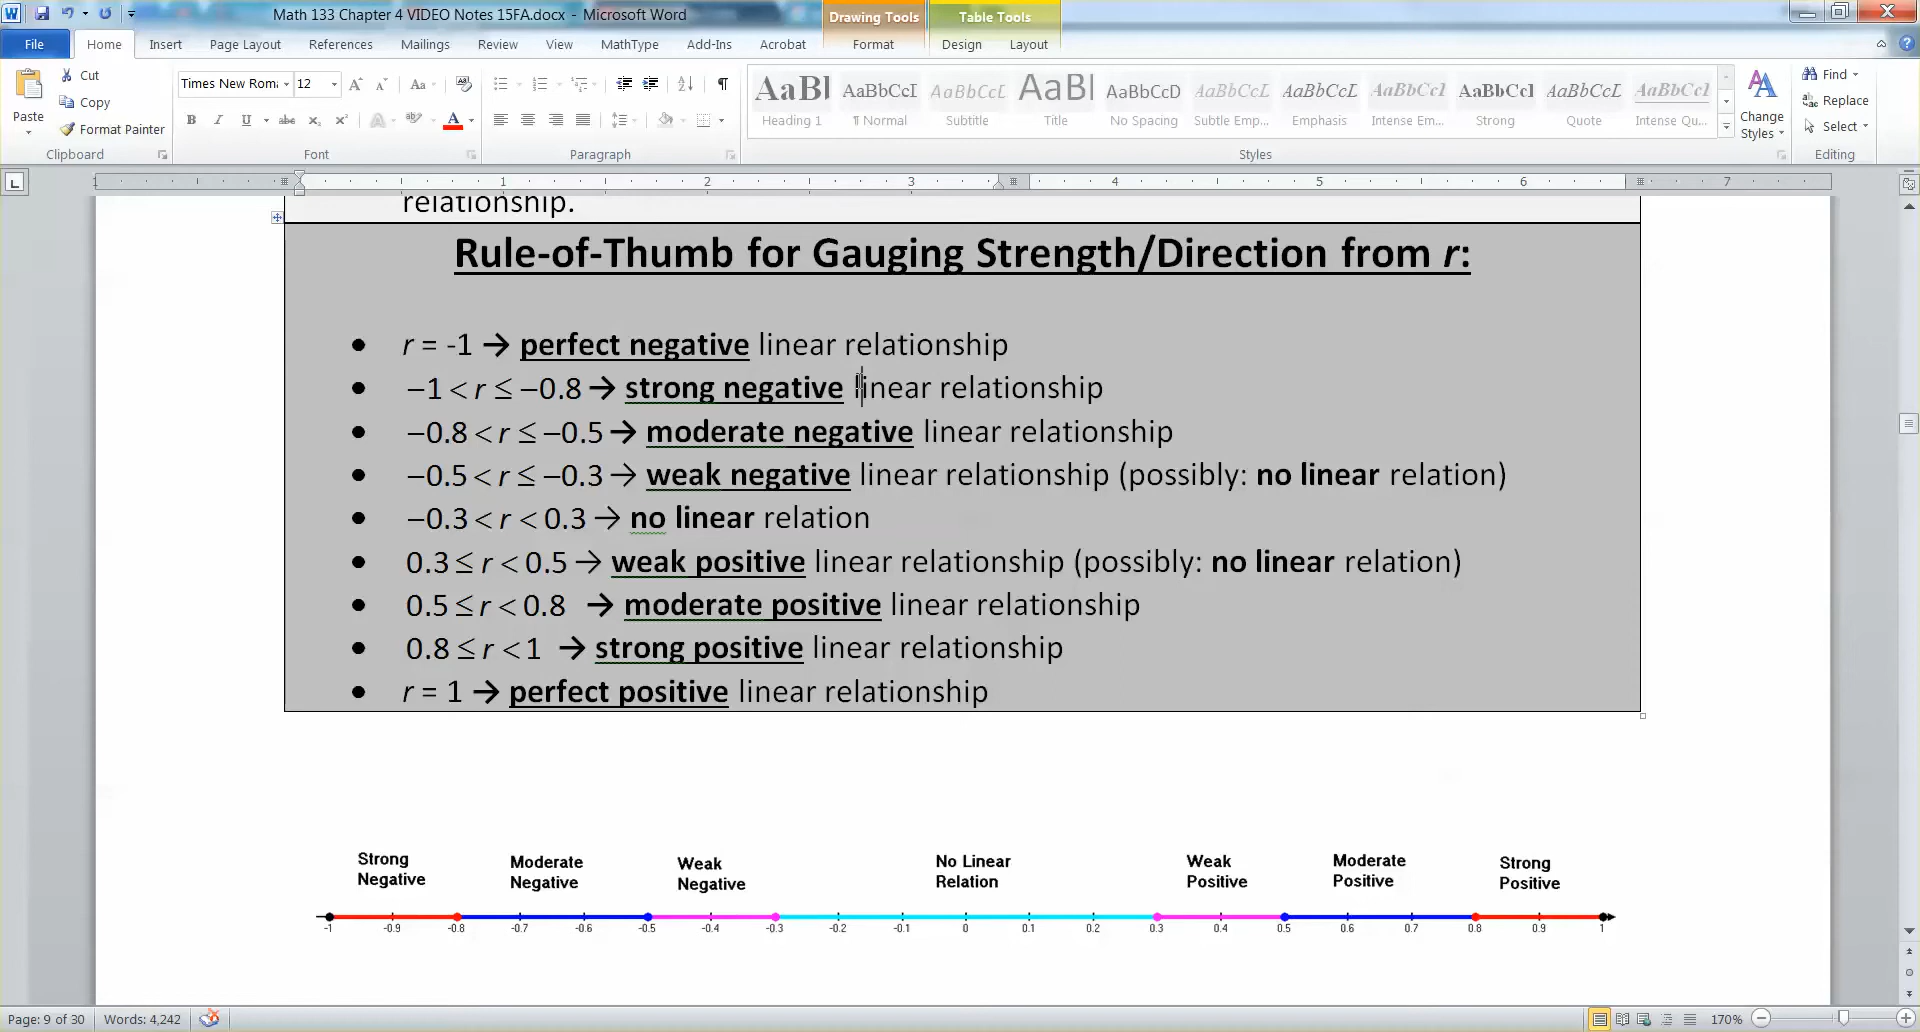 Math 133 Chapter 4 VIDEO Notes 15FA.docx - Microsoft Word
Drawing Tools
Table Tools
File
Home
Insert
Page Layout
References
Mailings
Review
View
MathType
Add-Ins
Acrobat
Format
Design
Layout
Paste
Cut
Copy
Format Painter
Clipboard
Times New Roma
12
Font
Paragraph
AaBl
Heading 1
AaBbCcI
¶ Normal
AaBbCcL
Subtitle
AaBl
Title
AaBbCcD
No Spacing
AaBbCcL
Subtle Emp...
AaBbCcL
Emphasis
AaBbCcI
Intense Em...
AaBbCcI
Strong
AaBbCcL
Quote
AaBbCcI
Intense Qu...
Change
Styles
Styles
Find
Replace
Select
Editing
1 1 2 3 4 5 6 7
relationship.
Rule-of-Thumb for Gauging Strength/Direction from r:
• r = -1 → perfect negative linear relationship
• −1 < r ≤ −0.8 → strong negative linear relationship
• −0.8 < r ≤ −0.5 → moderate negative linear relationship
• −0.5 < r ≤ −0.3 → weak negative linear relationship (possibly: no linear relation)
• −0.3 < r < 0.3 → no linear relation
• 0.3 ≤ r < 0.5 → weak positive linear relationship (possibly: no linear relation)
• 0.5 ≤ r < 0.8 → moderate positive linear relationship
• 0.8 ≤ r < 1 → strong positive linear relationship
• r = 1 → perfect positive linear relationship
Strong
Negative
Moderate
Negative
Weak
Negative
No Linear
Relation
Weak
Positive
Moderate
Positive
Strong
Positive
-1 -0.9 -0.8 -0.7 -0.6 -0.5 -0.4 -0.3 -0.2 -0.1 0 0.1 0.2 0.3 0.4 0.5 0.6 0.7 0.8 0.9 1
Page: 9 of 30
Words: 4,242
170%